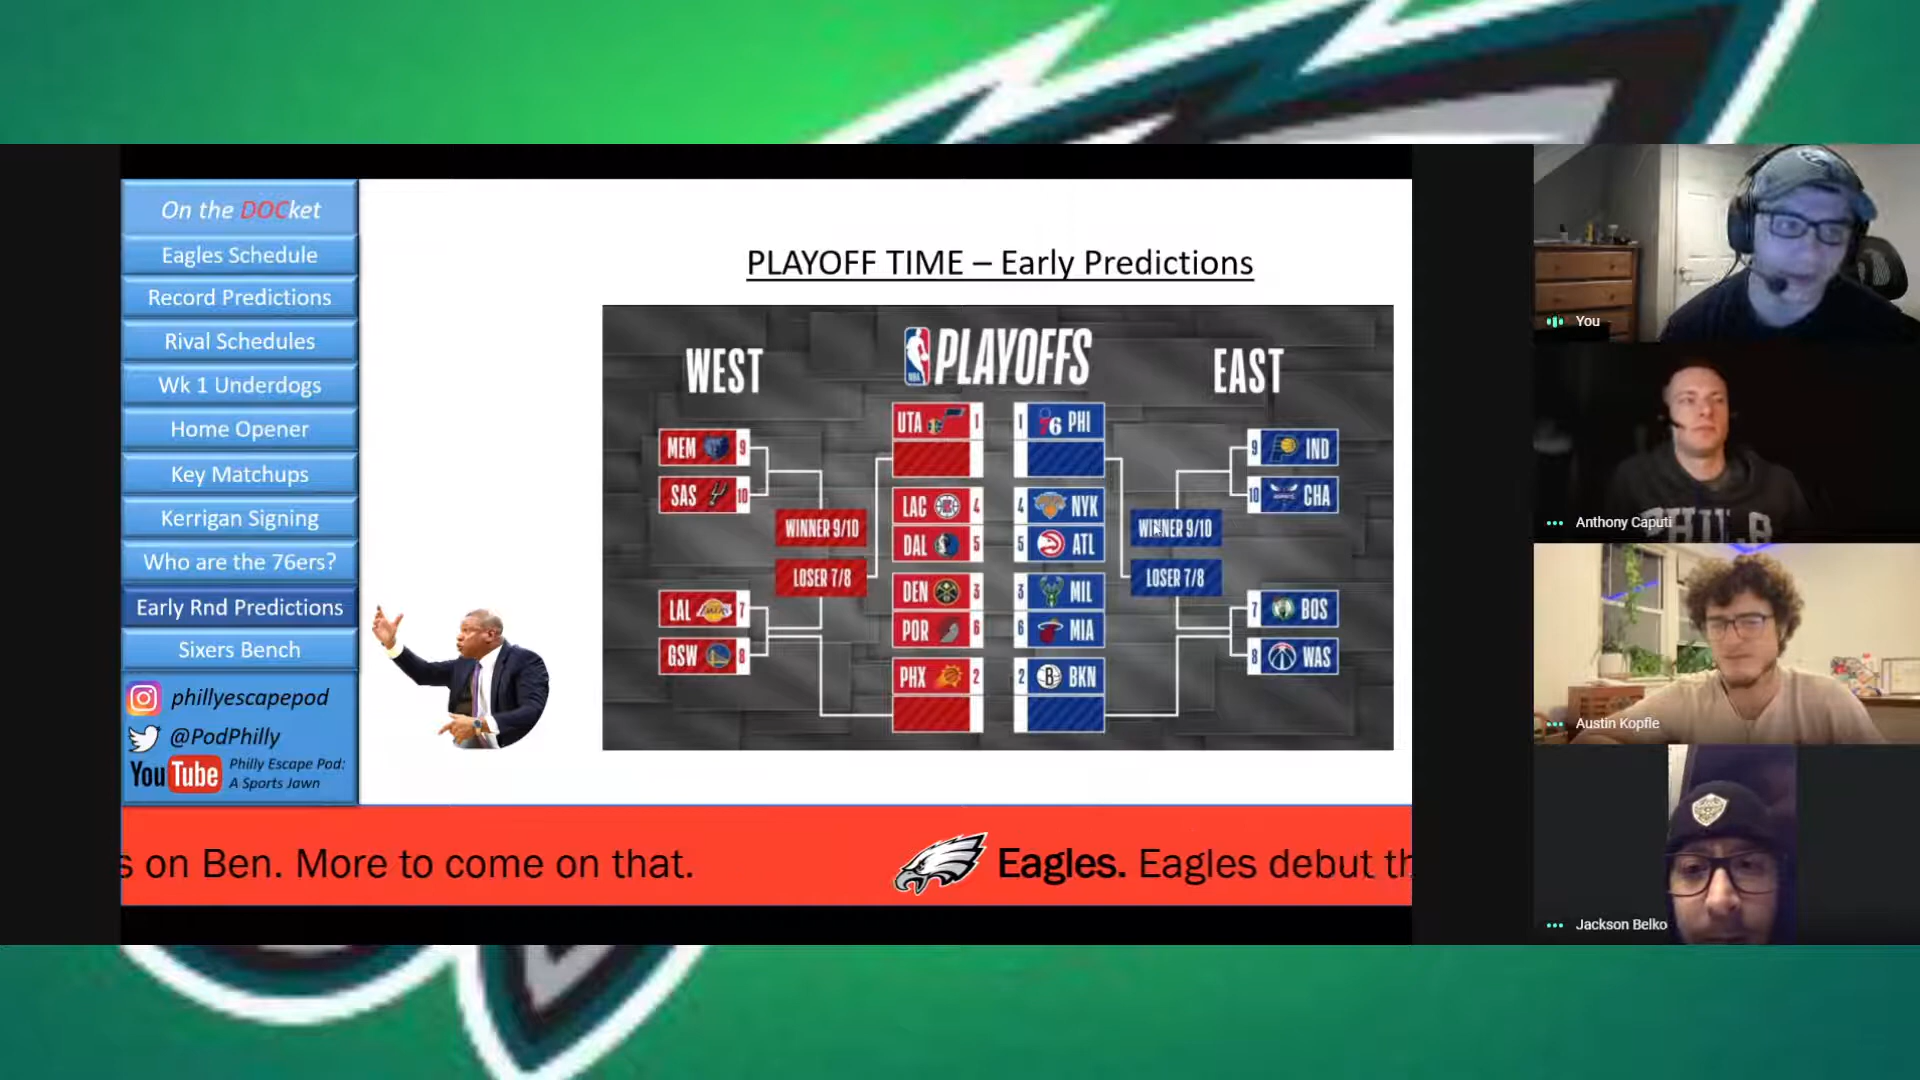 On the DOCket
Eagles Schedule
Record Predictions
Rival Schedules
Wk 1 Underdogs
Home Opener
Key Matchups
Kerrigan Signing
Who are the 76ers?
Early Rnd Predictions
Sixers Bench
phillyescapepod
@PodPhilly
YouTube
Philly Escape Pod:
A Sports Jawn
PLAYOFF TIME – Early Predictions
WEST
NBA PLAYOFFS
EAST
MEM 9
SAS 10
WINNER 9/10
LOSER 7/8
LAL 7
GSW 8
UTA 1
LAC 4
DAL 5
DEN 3
POR 6
PHX 2
1 PHI
4 NYK
5 ATL
3 MIL
6 MIA
2 BKN
WINNER 9/10
LOSER 7/8
9 IND
10 CHA
7 BOS
8 WAS
s on Ben. More to come on that.
Eagles. Eagles debut th
You
Anthony Caputi
PHILA
Austin Kopfle
Jackson Belko